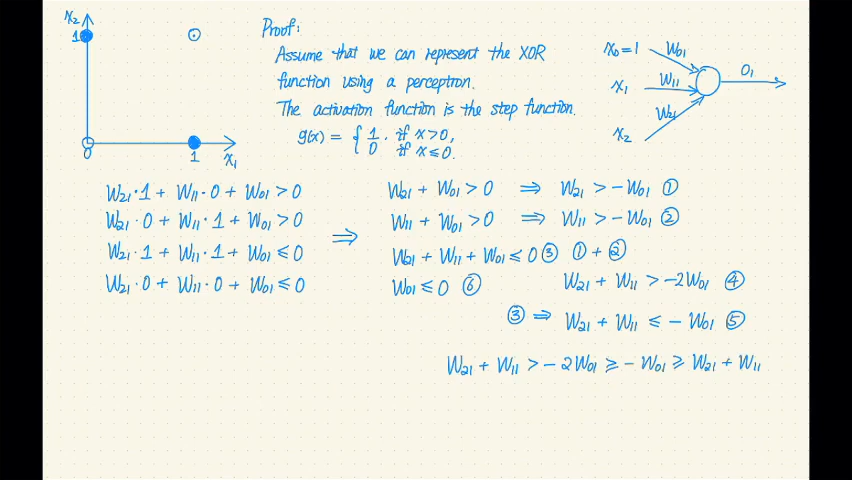 x₂
1
0
1
x₁
Proof:
Assume that we can represent the XOR
function using a perceptron.
The activation function is the step function.
g(x) = { 1. if x>0,
0 if x≤0.
x₀=1
W₀₁
x₁
W₁₁
x₂
W₂₁
O₁
W₂₁·1 + W₁₁·0 + W₀₁ > 0
W₂₁·0 + W₁₁·1 + W₀₁ > 0
W₂₁·1 + W₁₁·1 + W₀₁ ≤ 0
W₂₁·0 + W₁₁·0 + W₀₁ ≤ 0
⇒
W₂₁ + W₀₁ > 0 ⇒ W₂₁ > -W₀₁ ①
W₁₁ + W₀₁ > 0 ⇒ W₁₁ > -W₀₁ ②
W₂₁ + W₁₁ + W₀₁ ≤ 0 ③ ① + ②
W₀₁ ≤ 0 ⑥ W₂₁ + W₁₁ > -2W₀₁ ④
③ ⇒ W₂₁ + W₁₁ ≤ -W₀₁ ⑤
W₂₁ + W₁₁ > -2W₀₁ ≥ -W₀₁ ≥ W₂₁ + W₁₁